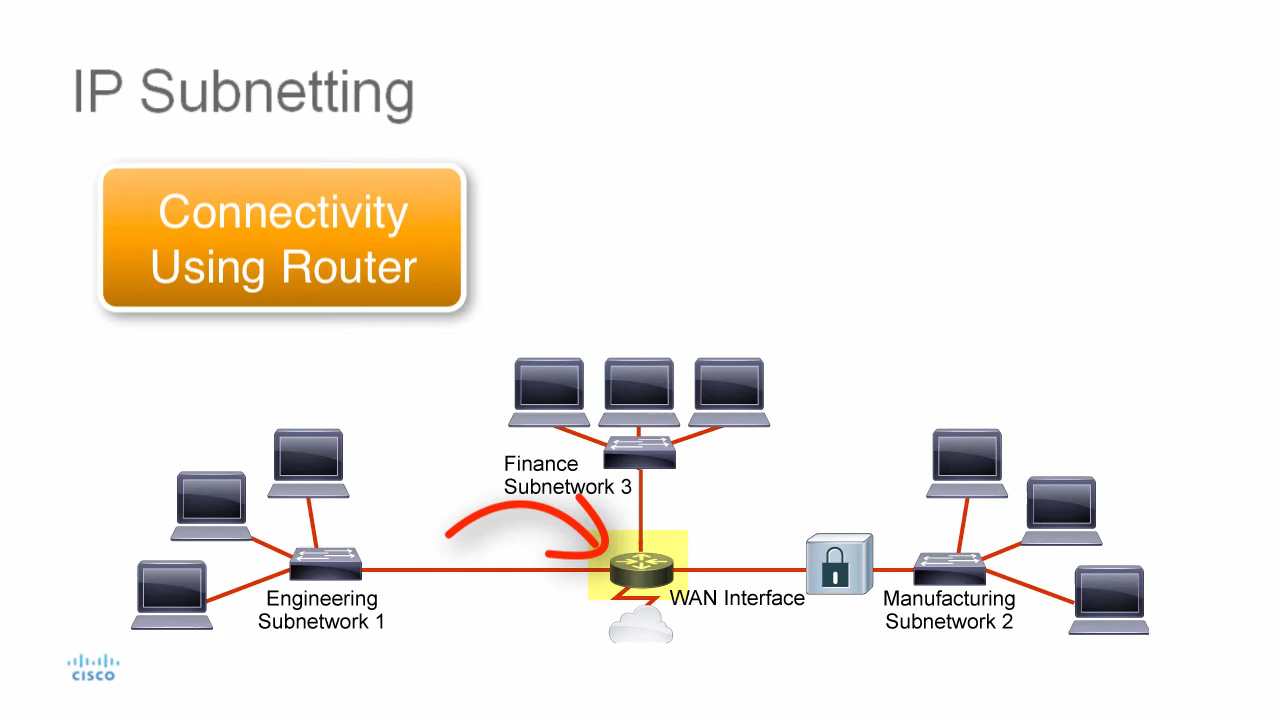 IP Subnetting
Connectivity
Using Router
Finance
Subnetwork 3
Engineering
Subnetwork 1
WAN Interface
Manufacturing
Subnetwork 2
CISCO